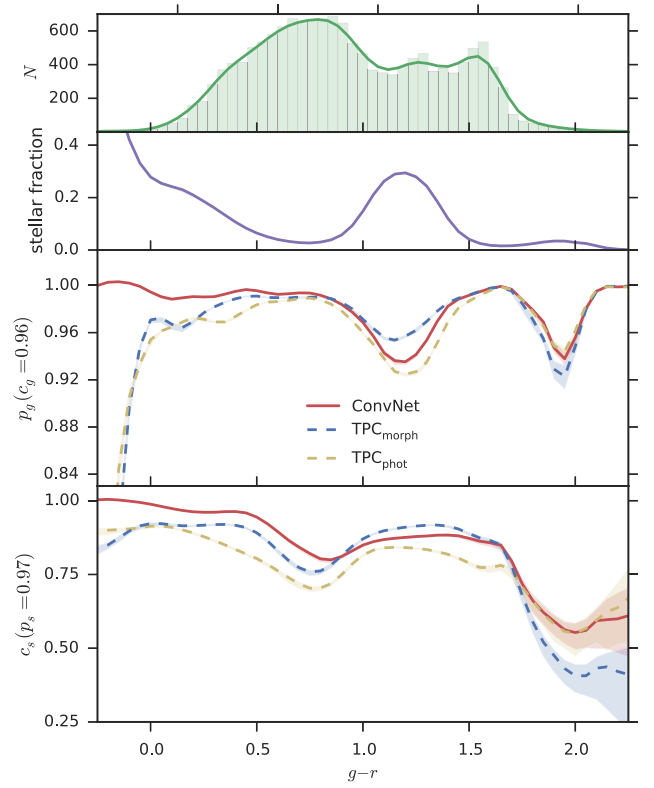 600
400
200
N
0.4
0.2
0.0
stellar fraction
1.00
0.96
0.92
0.88
0.84
p_g(c_g=0.96)
ConvNet
TPC_morph
TPC_phot
1.00
0.75
0.50
0.25
c_s(p_s=0.97)
0.0 0.5 1.0 1.5 2.0
g−r